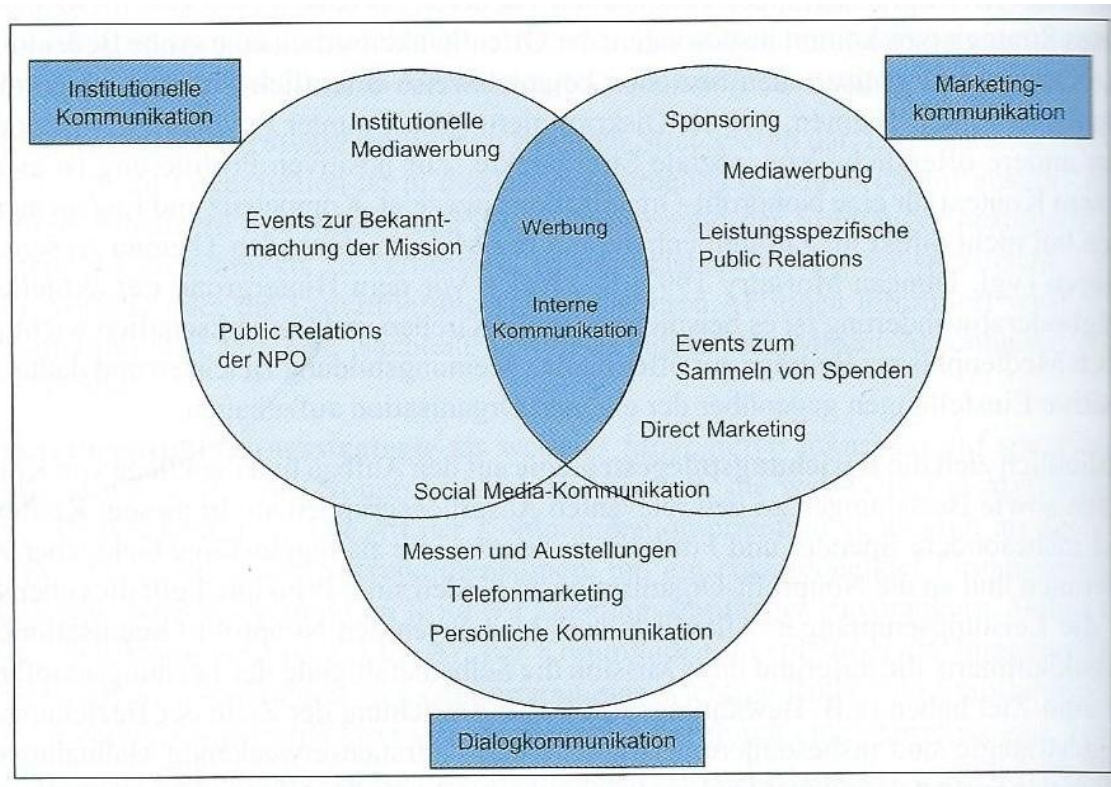 Institutionelle
Kommunikation
Marketing-
kommunikation
Institutionelle
Mediawerbung
Sponsoring
Mediawerbung
Events zur Bekannt-
machung der Mission
Werbung
Leistungsspezifische
Public Relations
Interne
Kommunikation
Public Relations
der NPO
Events zum
Sammeln von Spenden
Direct Marketing
Social Media-Kommunikation
Messen und Ausstellungen
Telefonmarketing
Persönliche Kommunikation
Dialogkommunikation